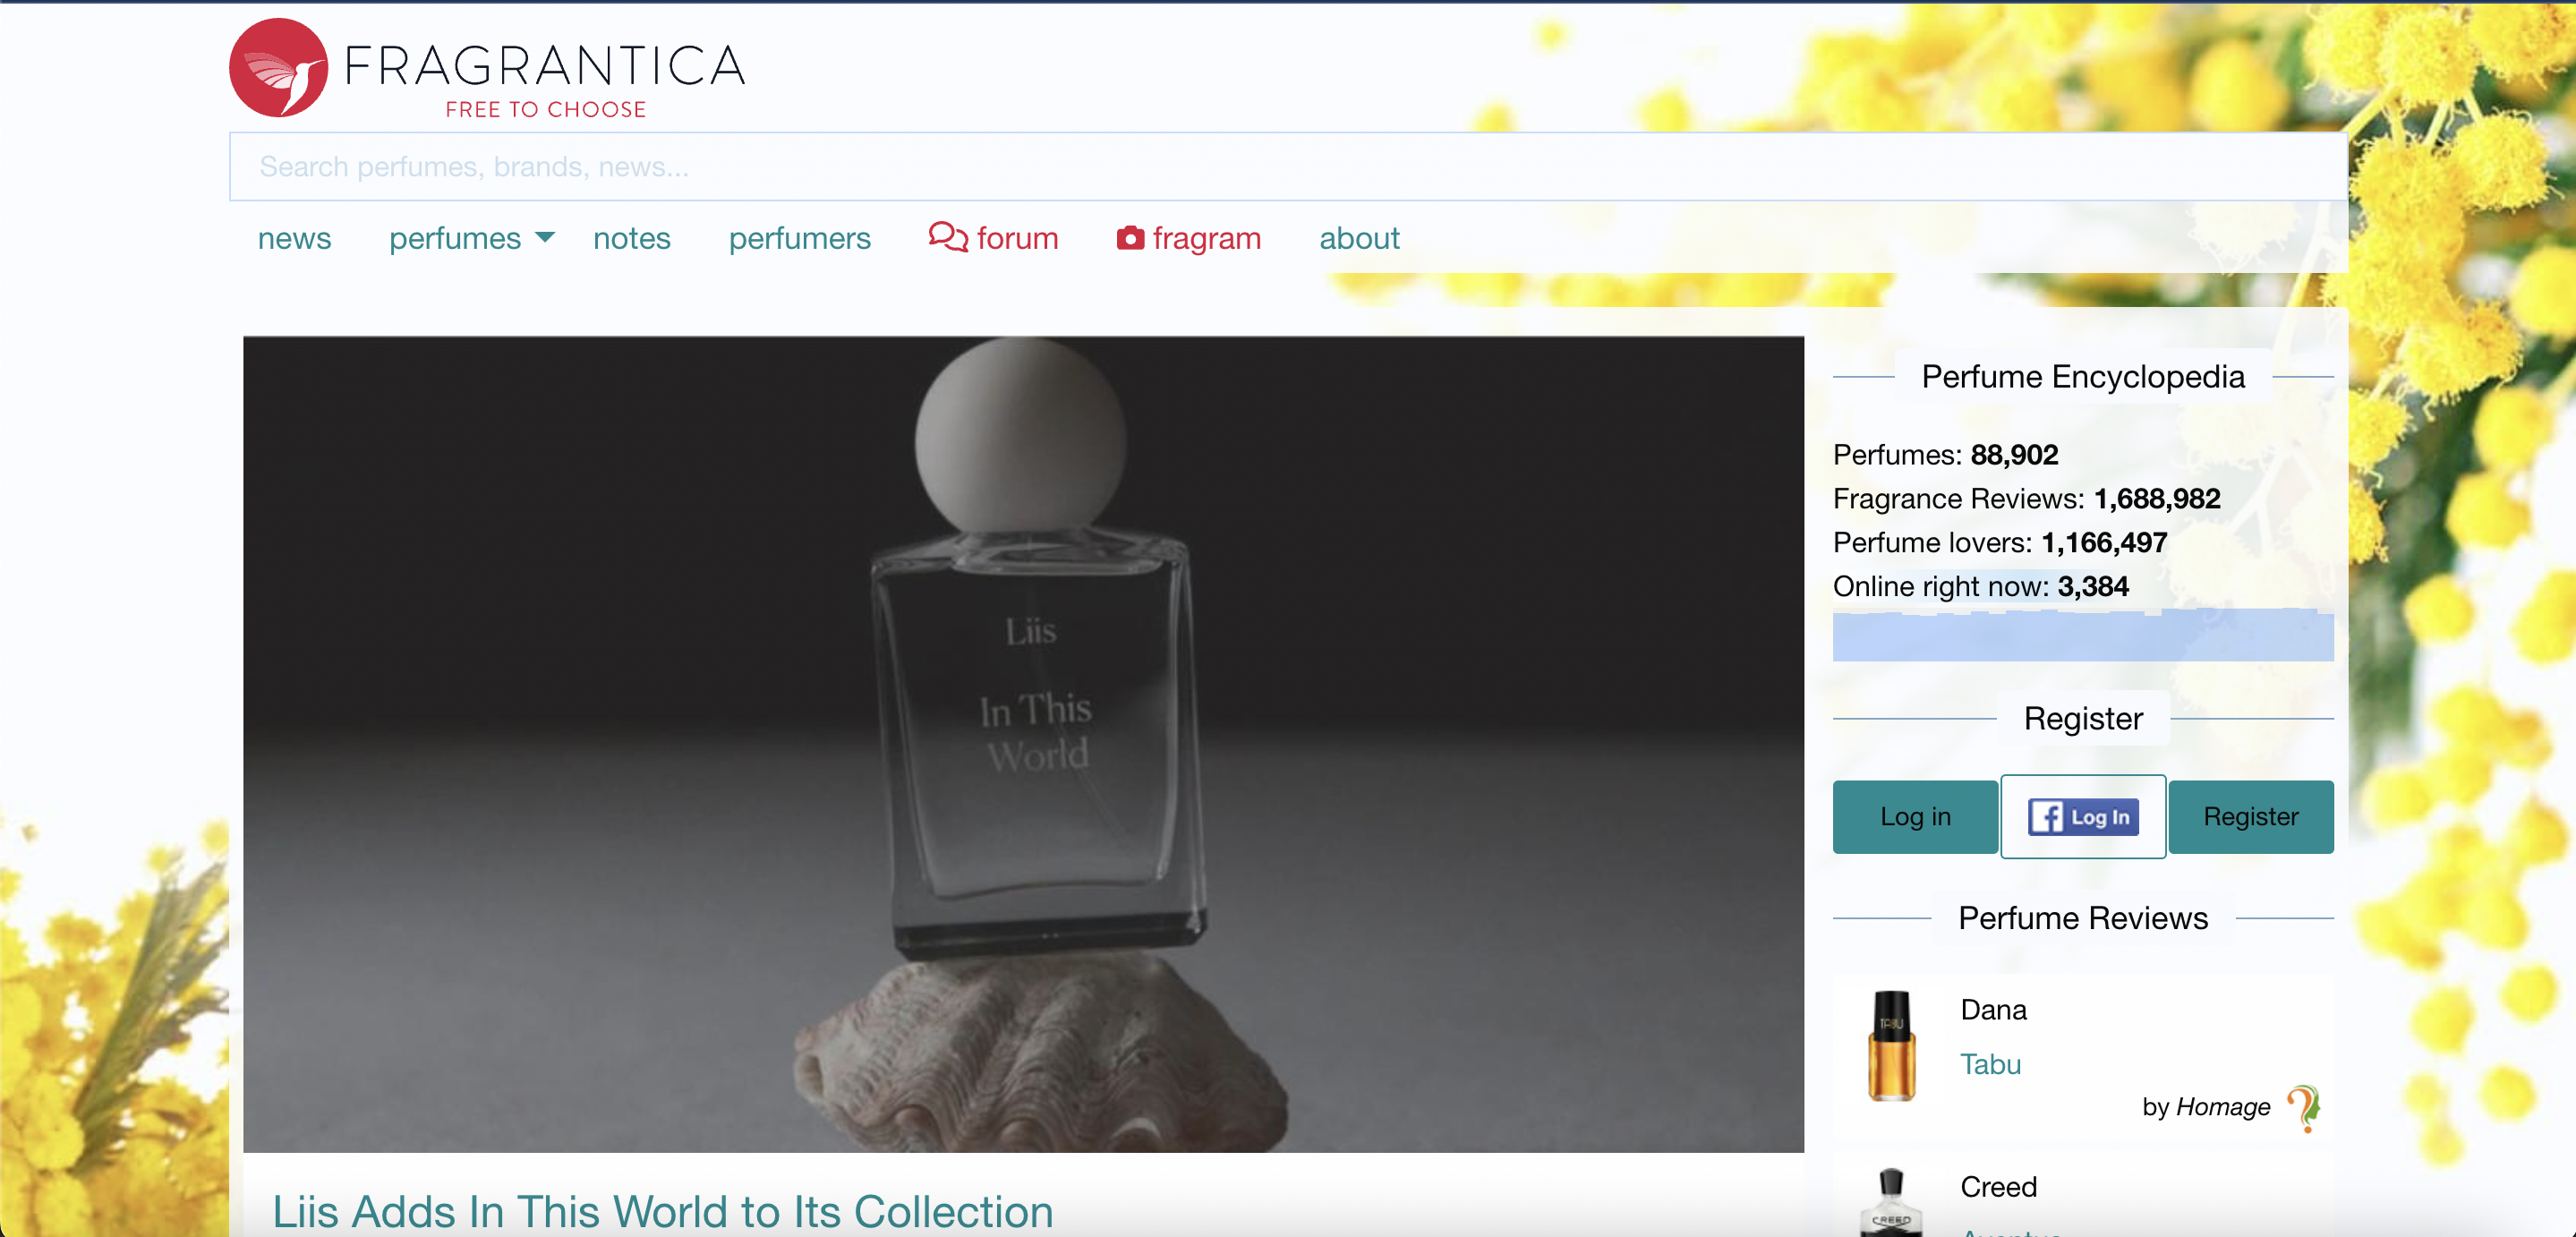 FRAGRANTICA
FREE TO CHOOSE
Search perfumes, brands, news...
news perfumes notes perfumers forum fragram about
Liis
In This
World
Liis Adds In This World to Its Collection
Perfume Encyclopedia
Perfumes: 88,902
Fragrance Reviews: 1,688,982
Perfume lovers: 1,166,497
Online right now: 3,384
Register
Log in f Log In Register
Perfume Reviews
TABU
Dana
Tabu
by Homage
CREED
Creed